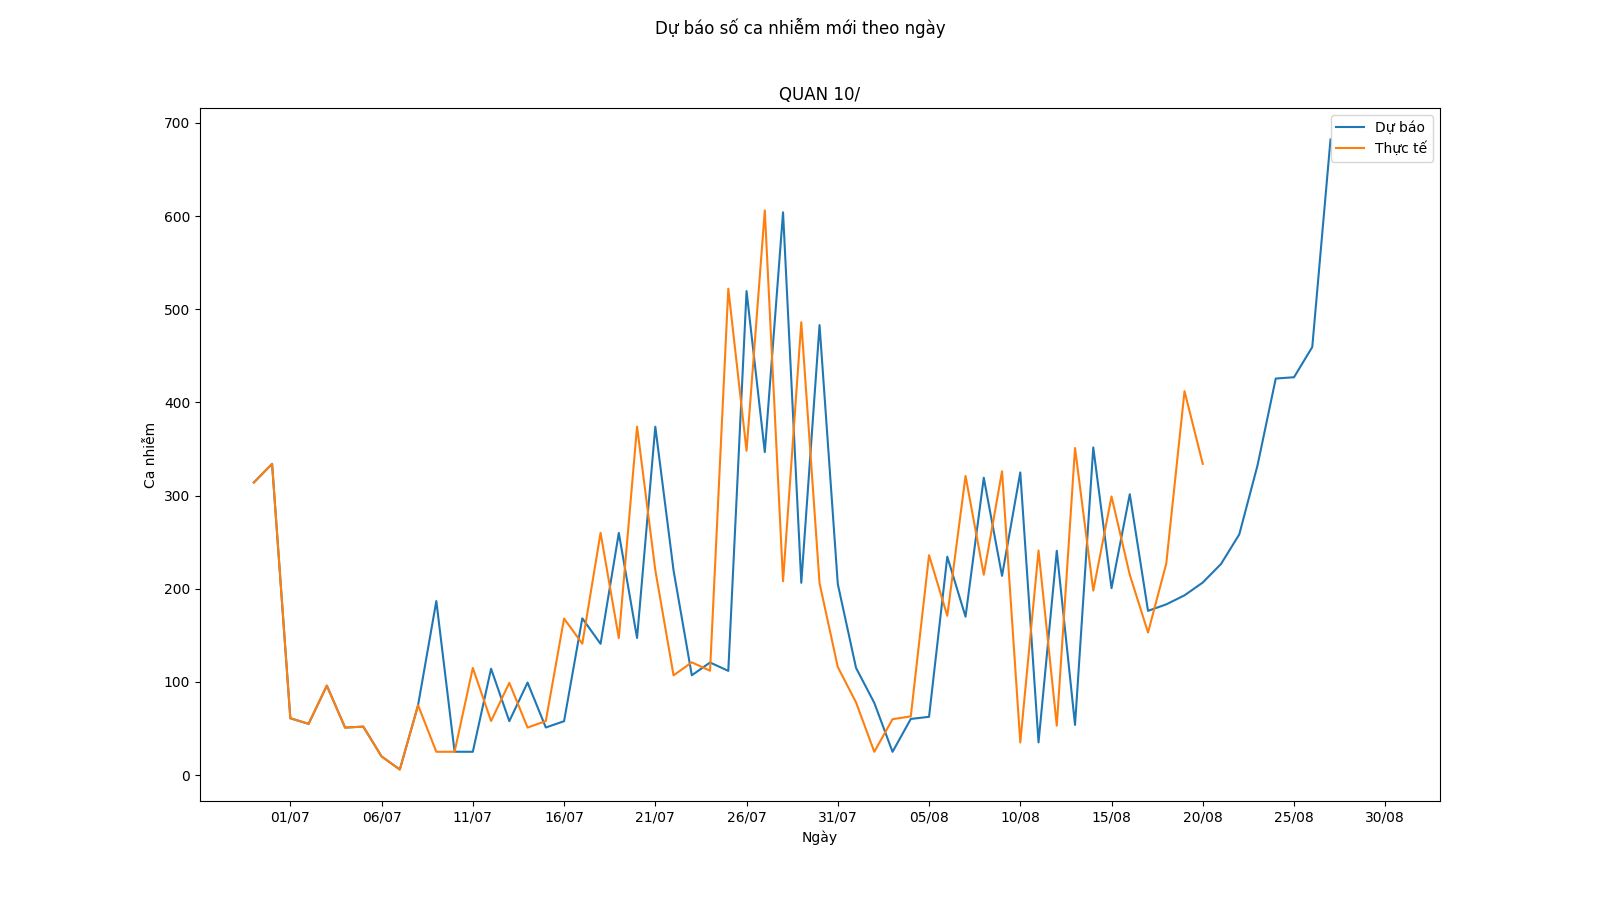 Dự báo số ca nhiễm mới theo ngày
QUAN 10/
Dự báo
Thực tế
700
600
500
400
300
200
100
0
Ca nhiễm
01/07 06/07 11/07 16/07 21/07 26/07 31/07 05/08 10/08 15/08 20/08 25/08 30/08
Ngày